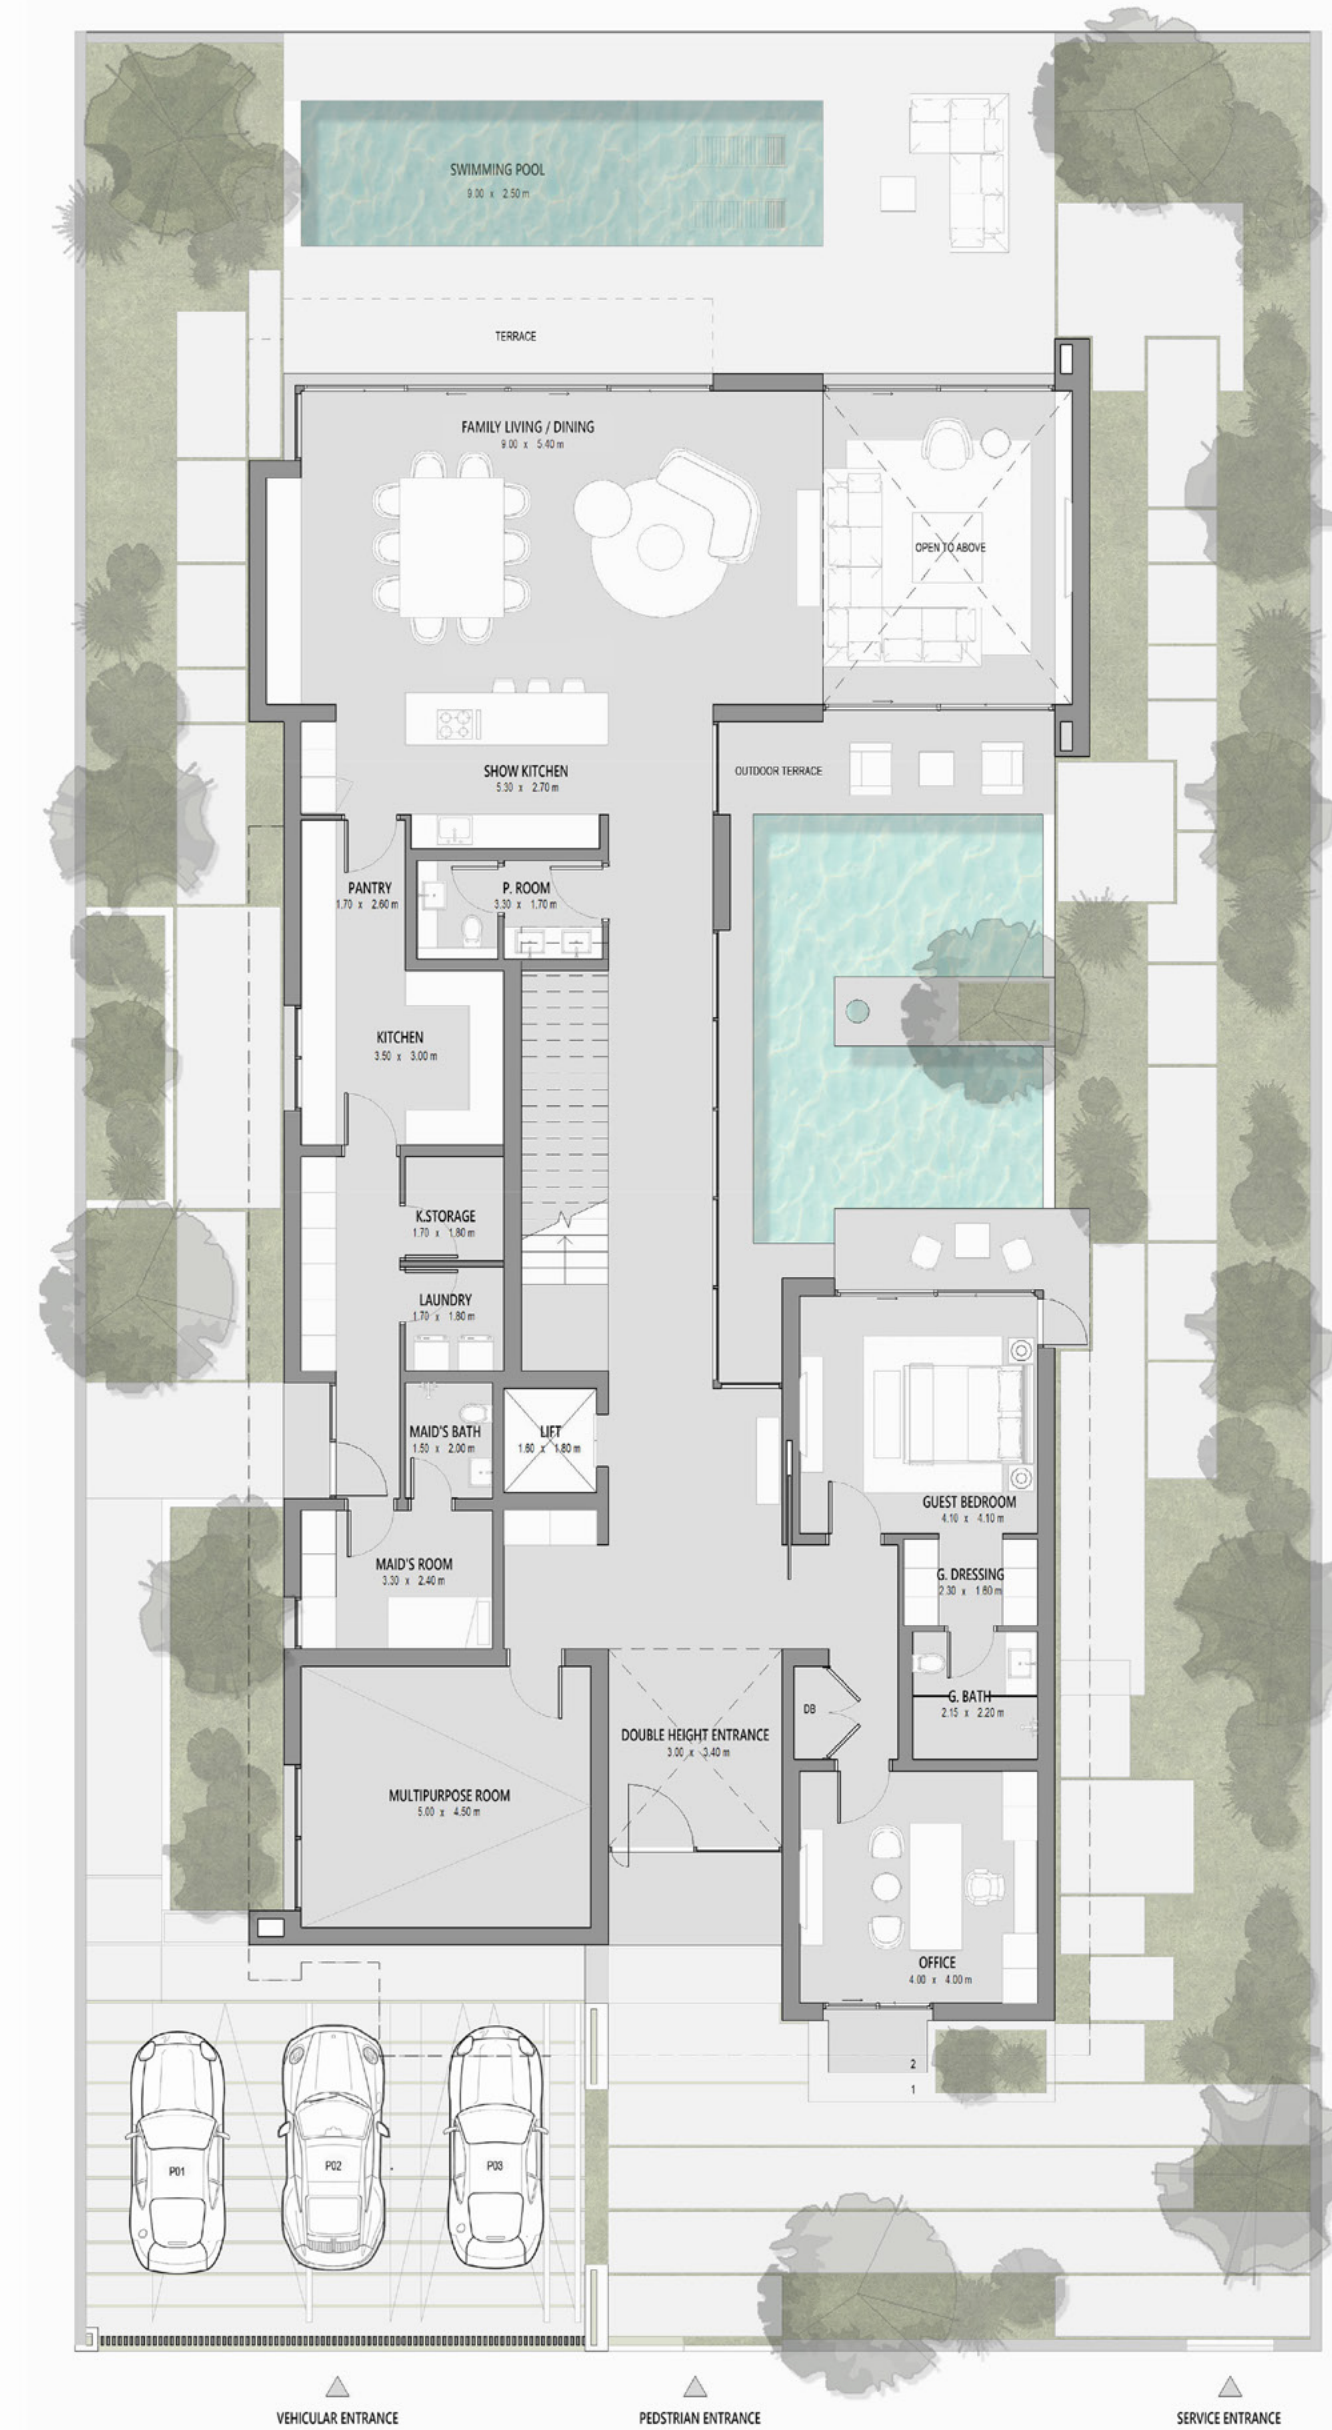 SWIMMING POOL
9.00 x 2.50 m
TERRACE
FAMILY LIVING / DINING
9.00 x 5.40 m
OPEN TO ABOVE
SHOW KITCHEN
5.30 x 2.70 m
OUTDOOR TERRACE
PANTRY
1.70 x 2.60 m
P. ROOM
3.30 x 1.70 m
KITCHEN
3.50 x 3.00 m
K.STORAGE
1.70 x 1.80 m
LAUNDRY
1.70 x 1.80 m
MAID'S BATH
1.50 x 2.00 m
LIFT
1.60 x 1.80 m
GUEST BEDROOM
4.10 x 4.10 m
MAID'S ROOM
3.30 x 2.40 m
G. DRESSING
2.30 x 1.60 m
G. BATH
2.15 x 2.20 m
DB
DOUBLE HEIGHT ENTRANCE
3.00 x 3.40 m
MULTIPURPOSE ROOM
5.00 x 4.50 m
OFFICE
4.00 x 4.00 m
2
1
P01
P02
P03
VEHICULAR ENTRANCE
PEDSTRIAN ENTRANCE
SERVICE ENTRANCE